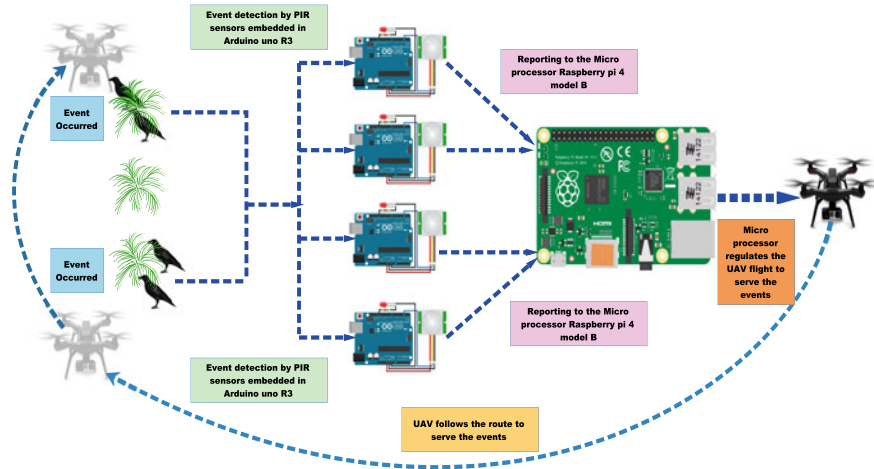 Event detection by PIR
sensors embedded in
Arduino uno R3
Reporting to the Micro
processor Raspberry pi 4
model B
Event
Occurred
14122
14122
HDMI
Micro
processor
regulates the
UAV flight to
serve the
events
Event
Occurred
Reporting to the Micro
processor Raspberry pi 4
model B
Event detection by PIR
sensors embedded in
Arduino uno R3
UAV follows the route to
serve the events